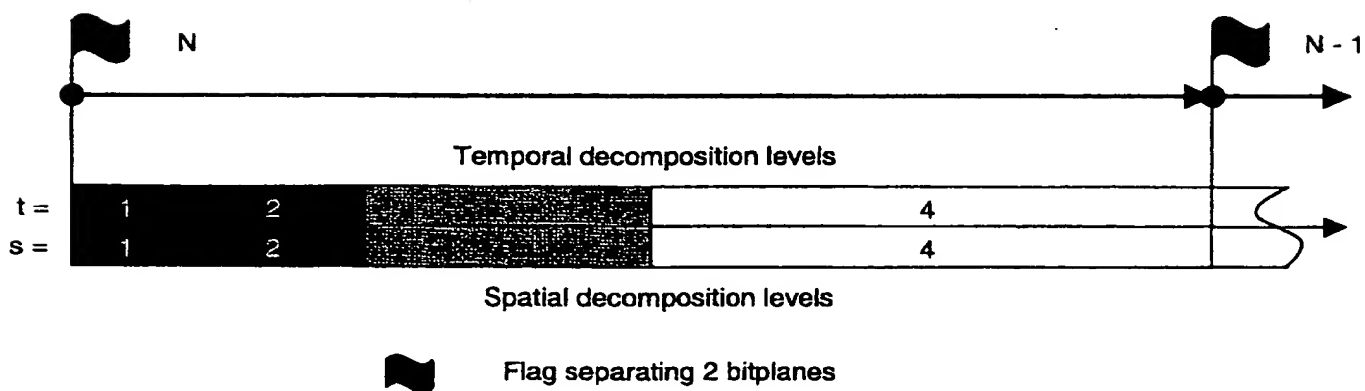 N
N - 1
Temporal decomposition levels
t = 1 2 4
s = 1 2 4
Spatial decomposition levels
Flag separating 2 bitplanes